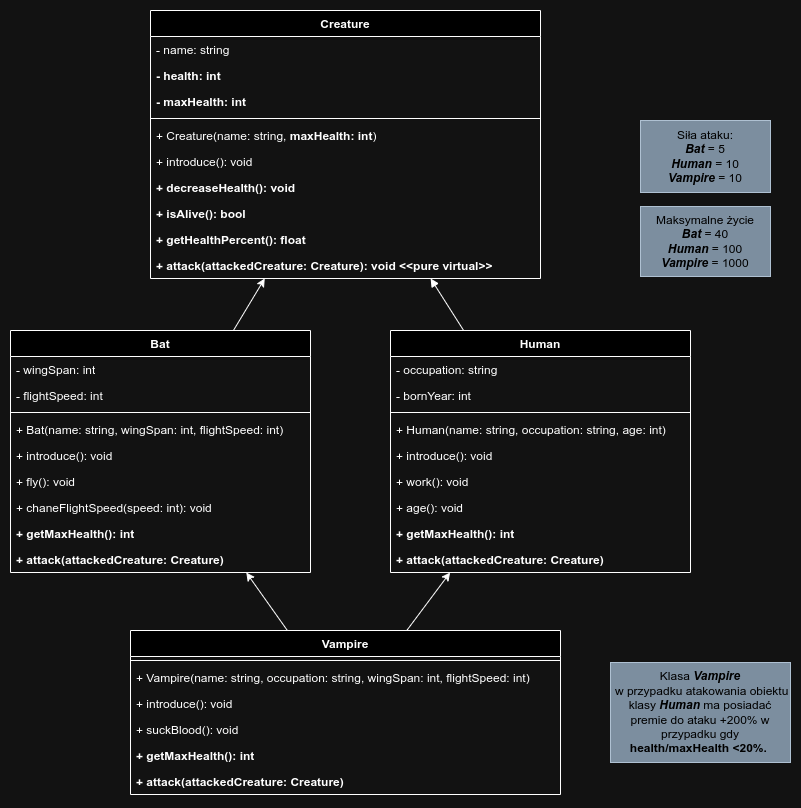 Creature
- name: string
- health: int
- maxHealth: int
+ Creature(name: string, maxHealth: int)
+ introduce(): void
+ decreaseHealth(): void
+ isAlive(): bool
+ getHealthPercent(): float
+ attack(attackedCreature: Creature): void <<pure virtual>>
Siła ataku:
Bat = 5
Human = 10
Vampire = 10
Maksymalne życie
Bat = 40
Human = 100
Vampire = 1000
Bat
- wingSpan: int
- flightSpeed: int
+ Bat(name: string, wingSpan: int, flightSpeed: int)
+ introduce(): void
+ fly(): void
+ chaneFlightSpeed(speed: int): void
+ getMaxHealth(): int
+ attack(attackedCreature: Creature)
Human
- occupation: string
- bornYear: int
+ Human(name: string, occupation: string, age: int)
+ introduce(): void
+ work(): void
+ age(): void
+ getMaxHealth(): int
+ attack(attackedCreature: Creature)
Vampire
+ Vampire(name: string, occupation: string, wingSpan: int, flightSpeed: int)
+ introduce(): void
+ suckBlood(): void
+ getMaxHealth(): int
+ attack(attackedCreature: Creature)
Klasa Vampire
w przypadku atakowania obiektu
klasy Human ma posiadać
premie do ataku +200% w
przypadku gdy
health/maxHealth <20%.